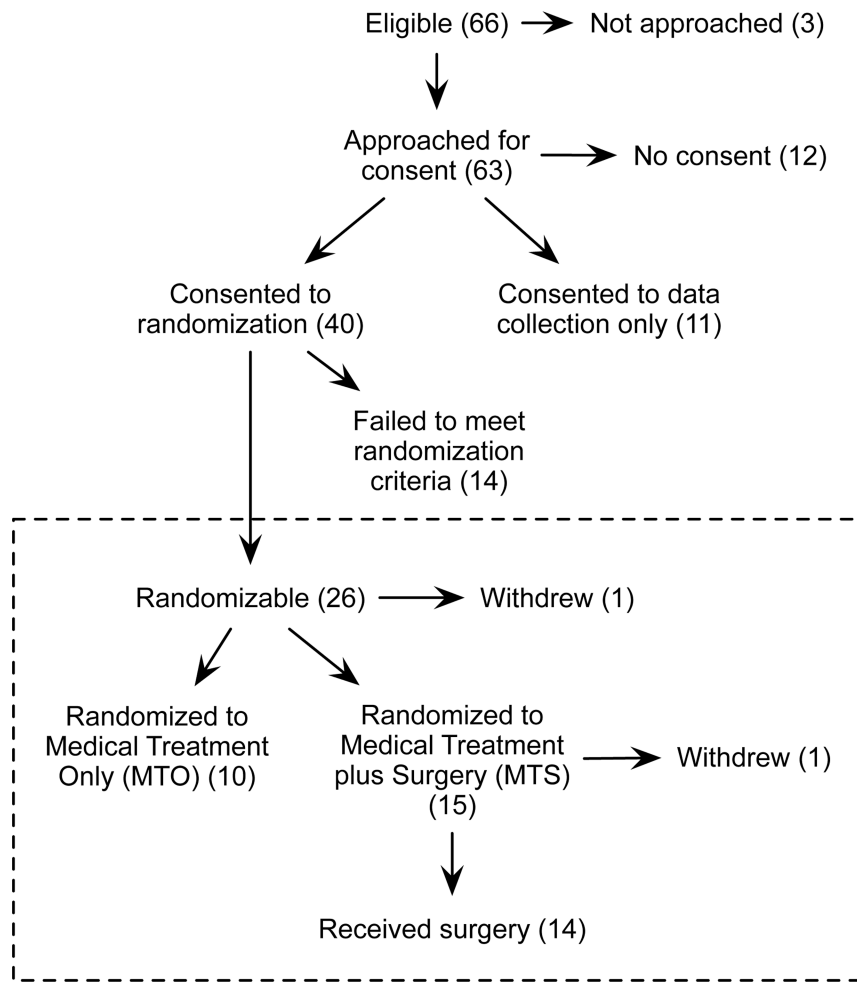 Eligible (66)
Not approached (3)
Approached for
consent (63)
No consent (12)
Consented to
randomization (40)
Consented to data
collection only (11)
Failed to meet
randomization
criteria (14)
Randomizable (26)
Withdrew (1)
Randomized to
Medical Treatment
Only (MTO) (10)
Randomized to
Medical Treatment
plus Surgery (MTS)
(15)
Withdrew (1)
Received surgery (14)